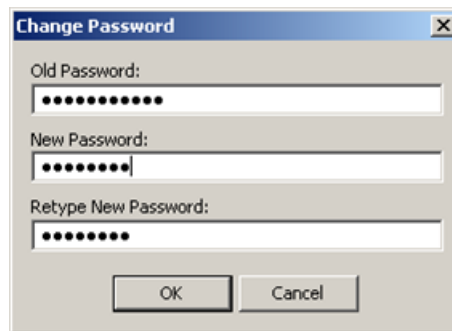 Change Password
Old Password:
●●●●●●●●●●●
New Password:
●●●●●●●●
Retype New Password:
●●●●●●●●
OK
Cancel